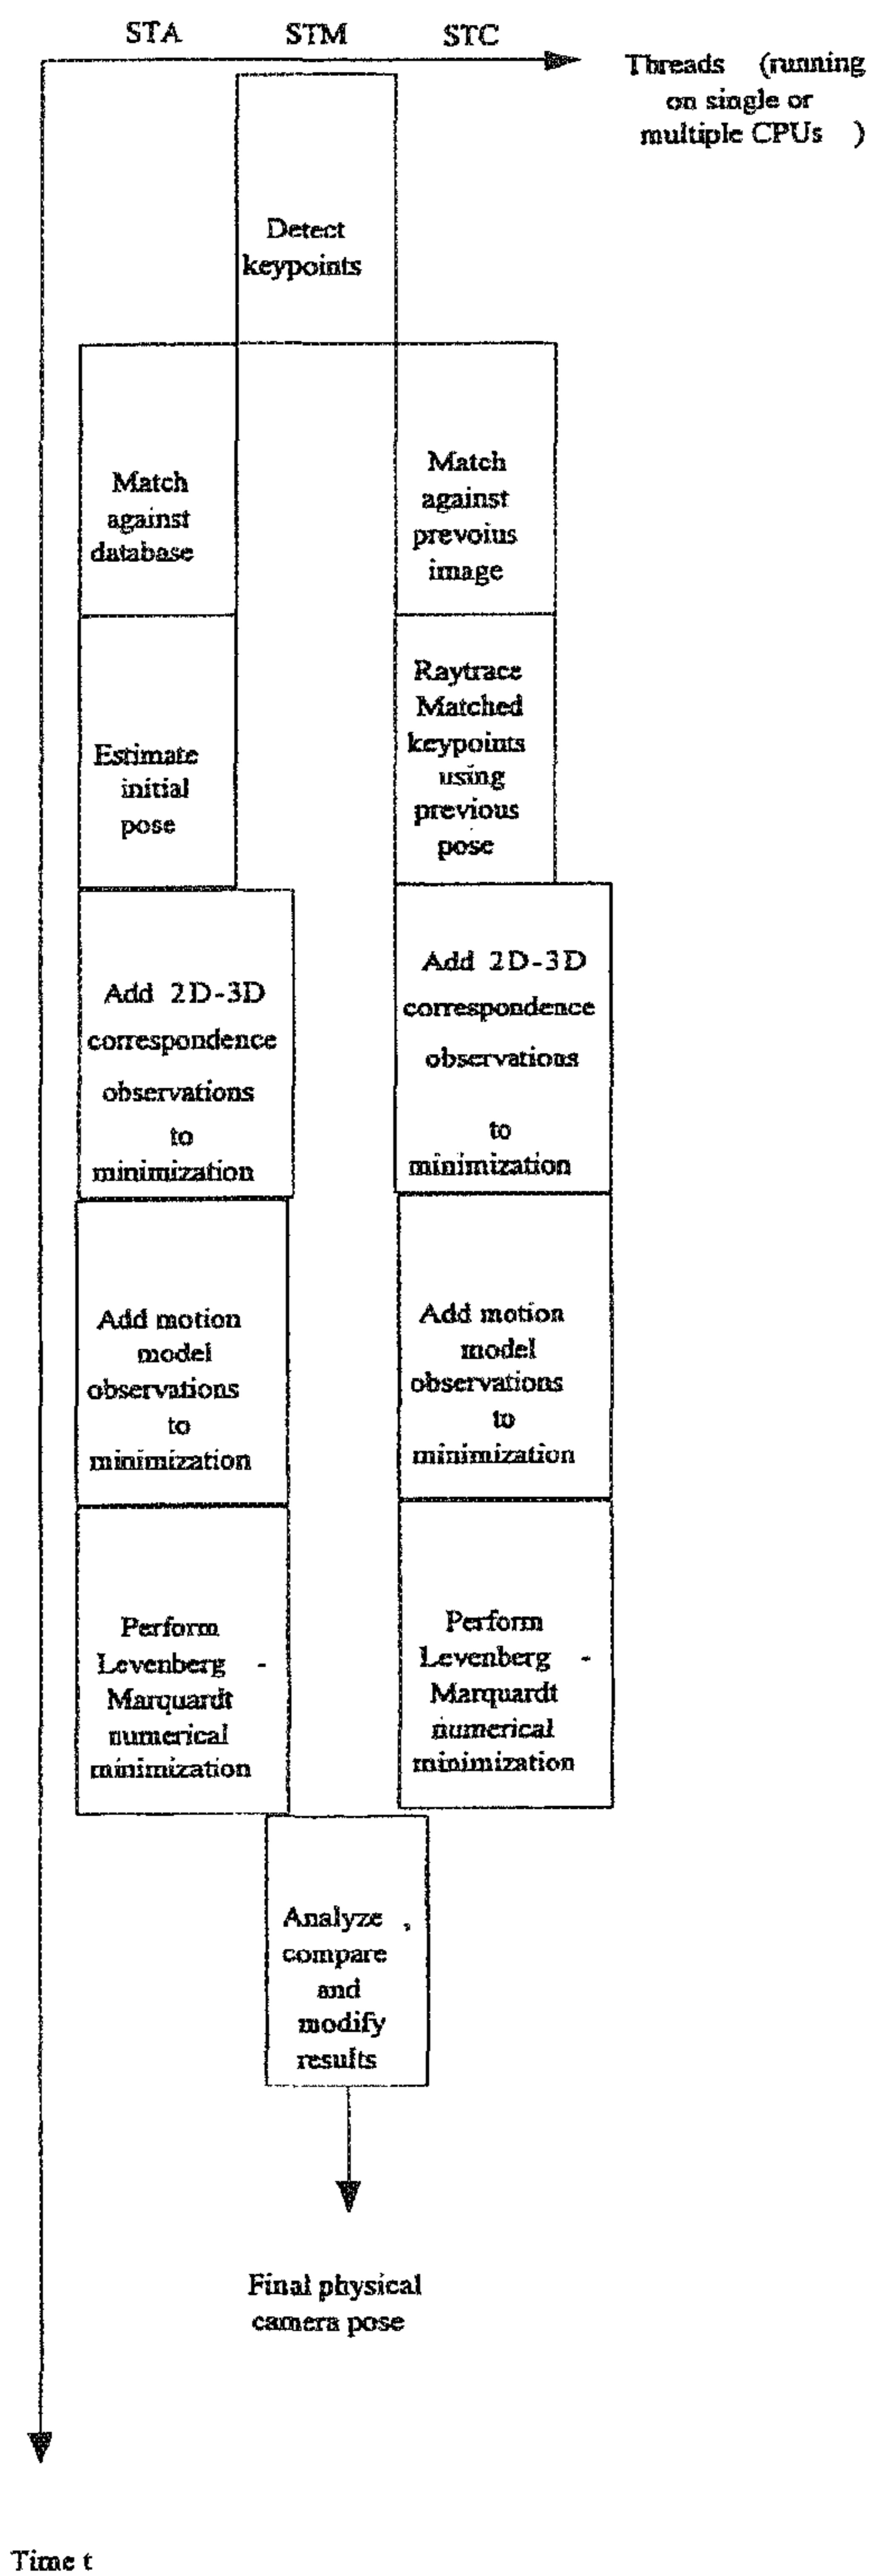 STA STM STC
Threads (running
on single or
multiple CPUs )
Detect
keypoints
Match
against
database
Match
against
prevoius
image
Estimate
initial
pose
Raytrace
Matched
keypoints
using
previous
pose
Add 2D-3D
correspondence
observations
to
minimization
Add 2D-3D
correspondence
observations
to
minimization
Add motion
model
observations
to
minimization
Add motion
model
observations
to
minimization
Perform
Levenberg -
Marquardt
numerical
minimization
Perform
Levenberg -
Marquardt
numerical
minimization
Analyze ,
compare
and
modify
results
Final physical
camera pose
Time t